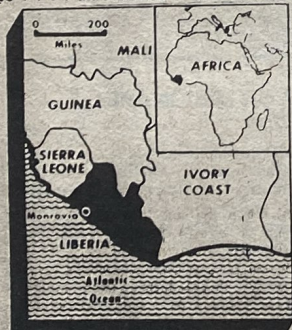 0 200
Miles
MALI
AFRICA
GUINEA
SIERRA
LEONE
IVORY
COAST
Monrovia
LIBERIA
Atlantic
Ocean